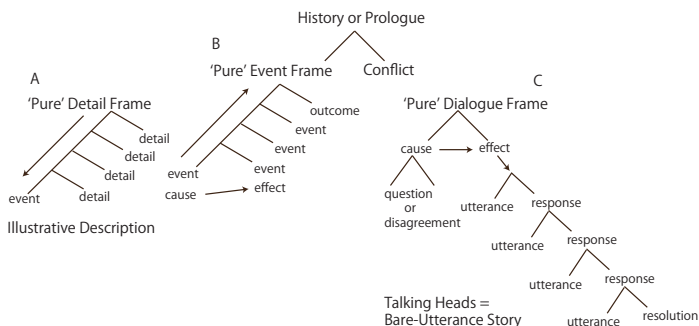 History or Prologue
B
'Pure' Event Frame
Conflict
A
'Pure' Detail Frame
C
'Pure' Dialogue Frame
outcome
event
event
event
event
cause
effect
detail
detail
detail
detail
event
Illustrative Description
cause
effect
question
or
disagreement
utterance
response
utterance
response
utterance
response
utterance
resolution
Talking Heads =
Bare-Utterance Story